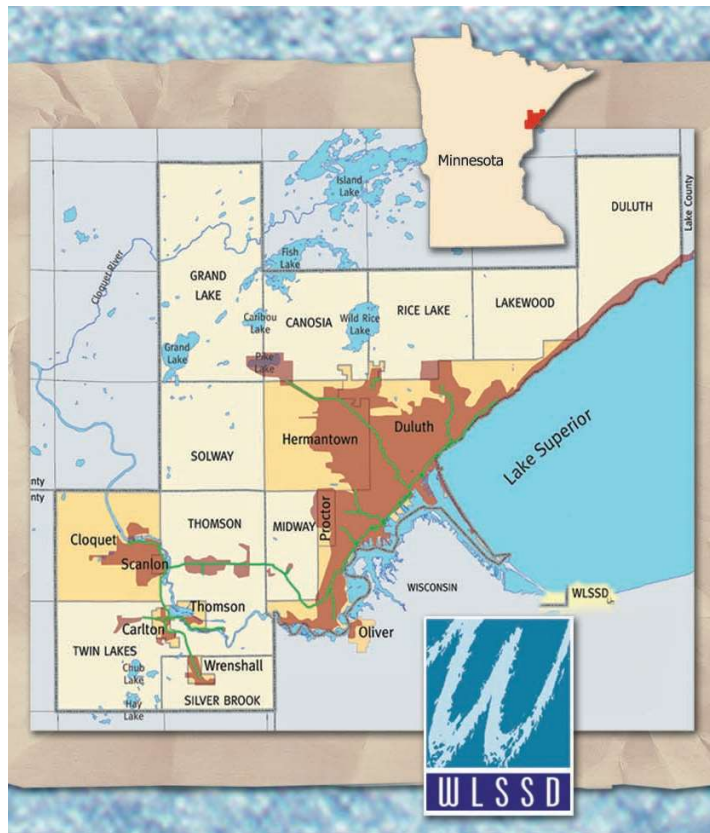 Minnesota
Island
Lake
DULUTH
Lake County
Cloquet River
Fish
Lake
GRAND
LAKE
Caribou
Lake
CANOSIA
Wild Rice
Lake
RICE LAKE
LAKEWOOD
Grand
Lake
Pike
Lake
Hermantown
Duluth
Lake Superior
SOLWAY
nty
nty
THOMSON
MIDWAY
Proctor
Cloquet
Scanlon
WISCONSIN
WLSSD
Thomson
Carlton
Oliver
TWIN LAKES
Chub
Lake
Wrenshall
SILVER BROOK
Hay
Lake
W
WLSSD